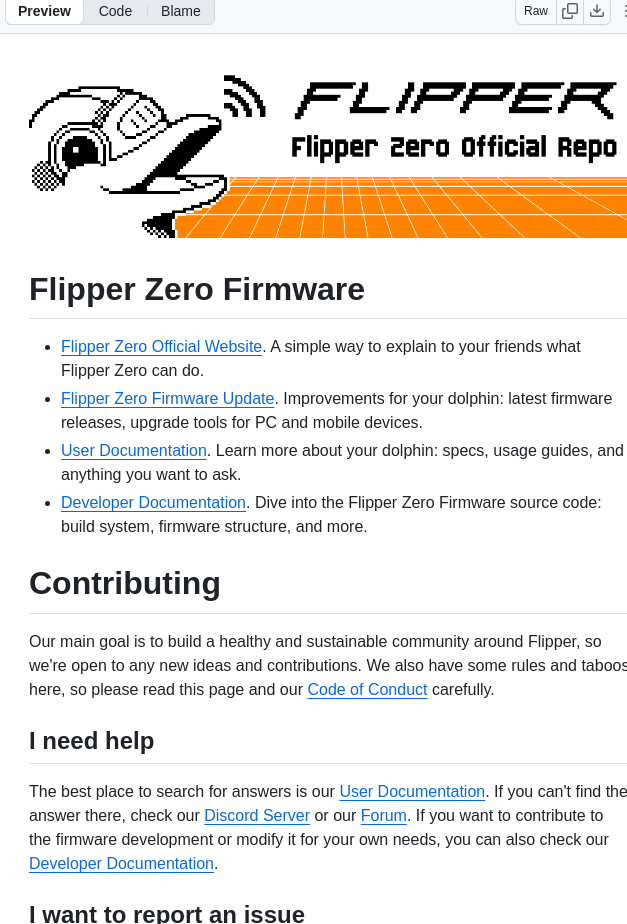 Preview Code Blame Raw
FLIPPER
Flipper Zero Official Repo
Flipper Zero Firmware
Flipper Zero Official Website. A simple way to explain to your friends what
Flipper Zero can do.
Flipper Zero Firmware Update. Improvements for your dolphin: latest firmware
releases, upgrade tools for PC and mobile devices.
User Documentation. Learn more about your dolphin: specs, usage guides, and
anything you want to ask.
Developer Documentation. Dive into the Flipper Zero Firmware source code:
build system, firmware structure, and more.
Contributing
Our main goal is to build a healthy and sustainable community around Flipper, so
we're open to any new ideas and contributions. We also have some rules and taboos
here, so please read this page and our Code of Conduct carefully.
I need help
The best place to search for answers is our User Documentation. If you can't find the
answer there, check our Discord Server or our Forum. If you want to contribute to
the firmware development or modify it for your own needs, you can also check our
Developer Documentation.
I want to report an issue